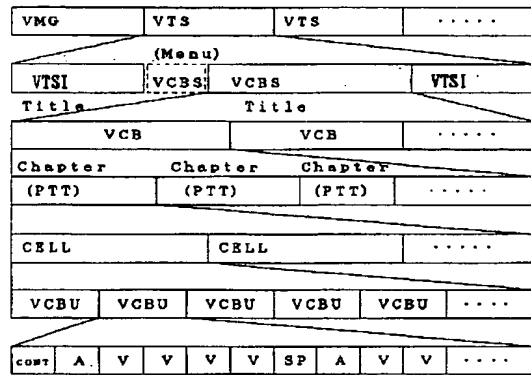 VMG VTS VTS ·····
(Menu)
VTSI VCBS VCBS VTSI
Title Title
VCB VCB ·····
Chapter Chapter Chapter
(PTT) (PTT) (PTT) ·····
CELL CELL ·····
VCBU VCBU VCBU VCBU VCBU ····
CONT A V V V V SP A V V ····